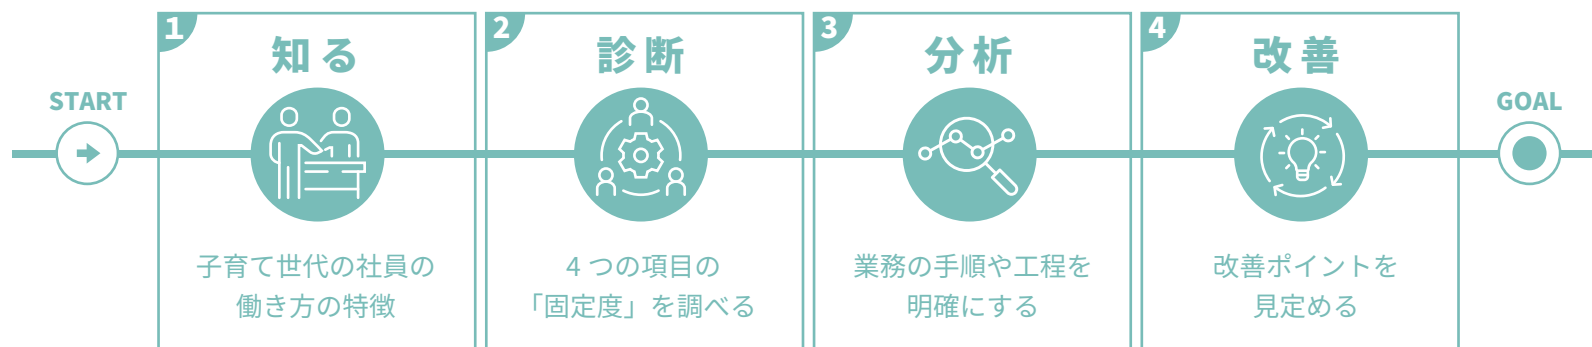 START
1
知る
子育て世代の社員の
働き方の特徴
2
診断
4つの項目の
「固定度」を調べる
3
分析
業務の手順や工程を
明確にする
4
改善
改善ポイントを
見定める
GOAL